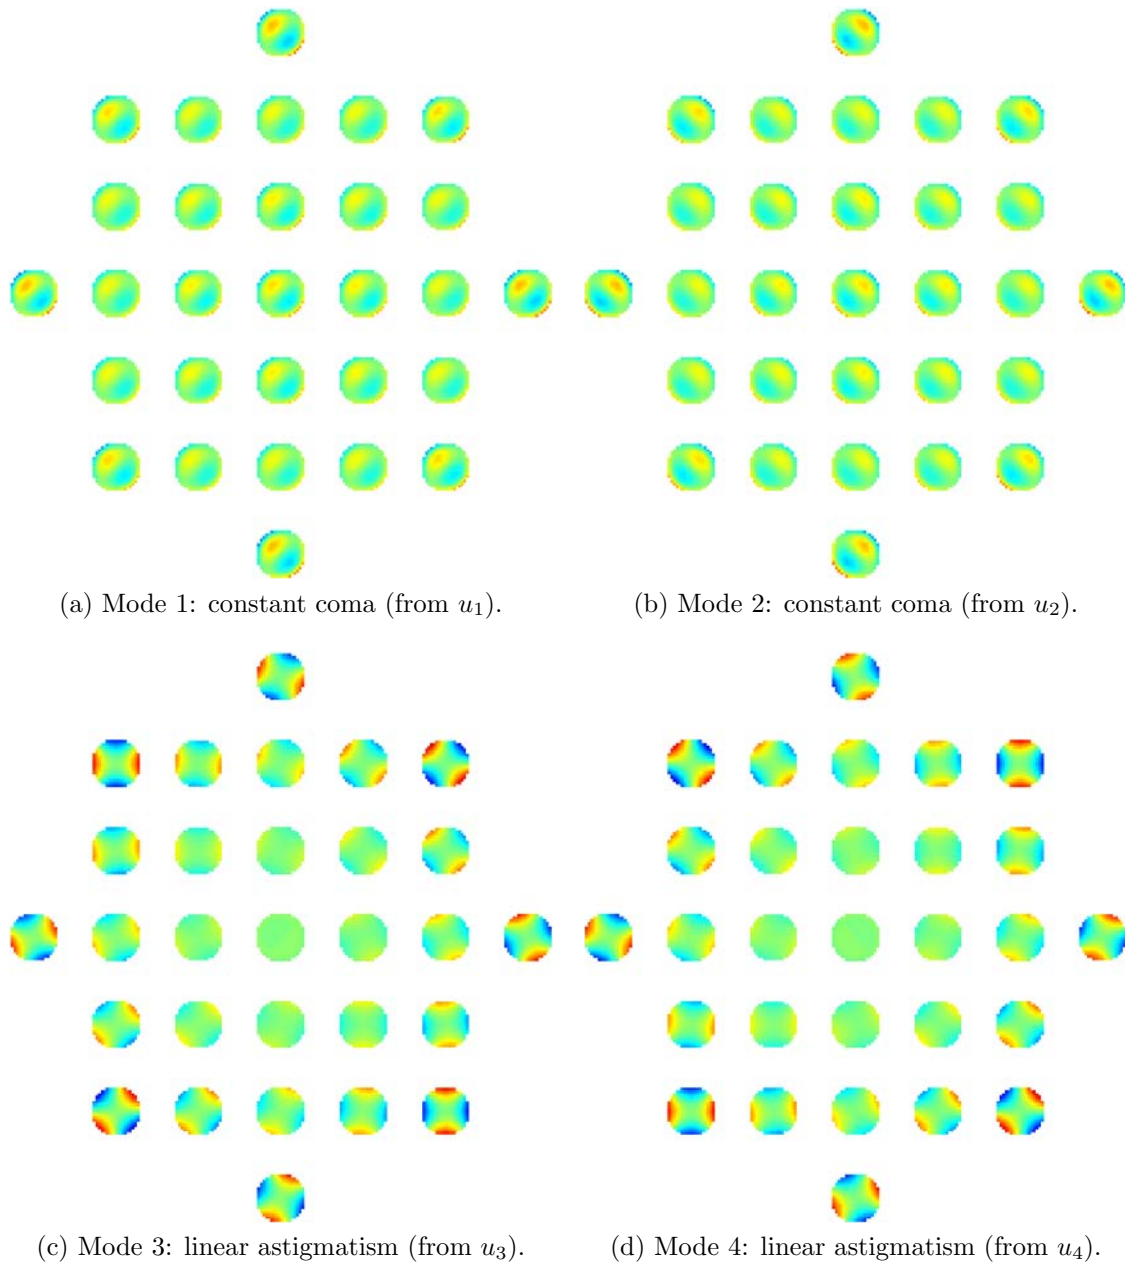 (a) Mode 1: constant coma (from u₁).
(b) Mode 2: constant coma (from u₂).
(c) Mode 3: linear astigmatism (from u₃).
(d) Mode 4: linear astigmatism (from u₄).